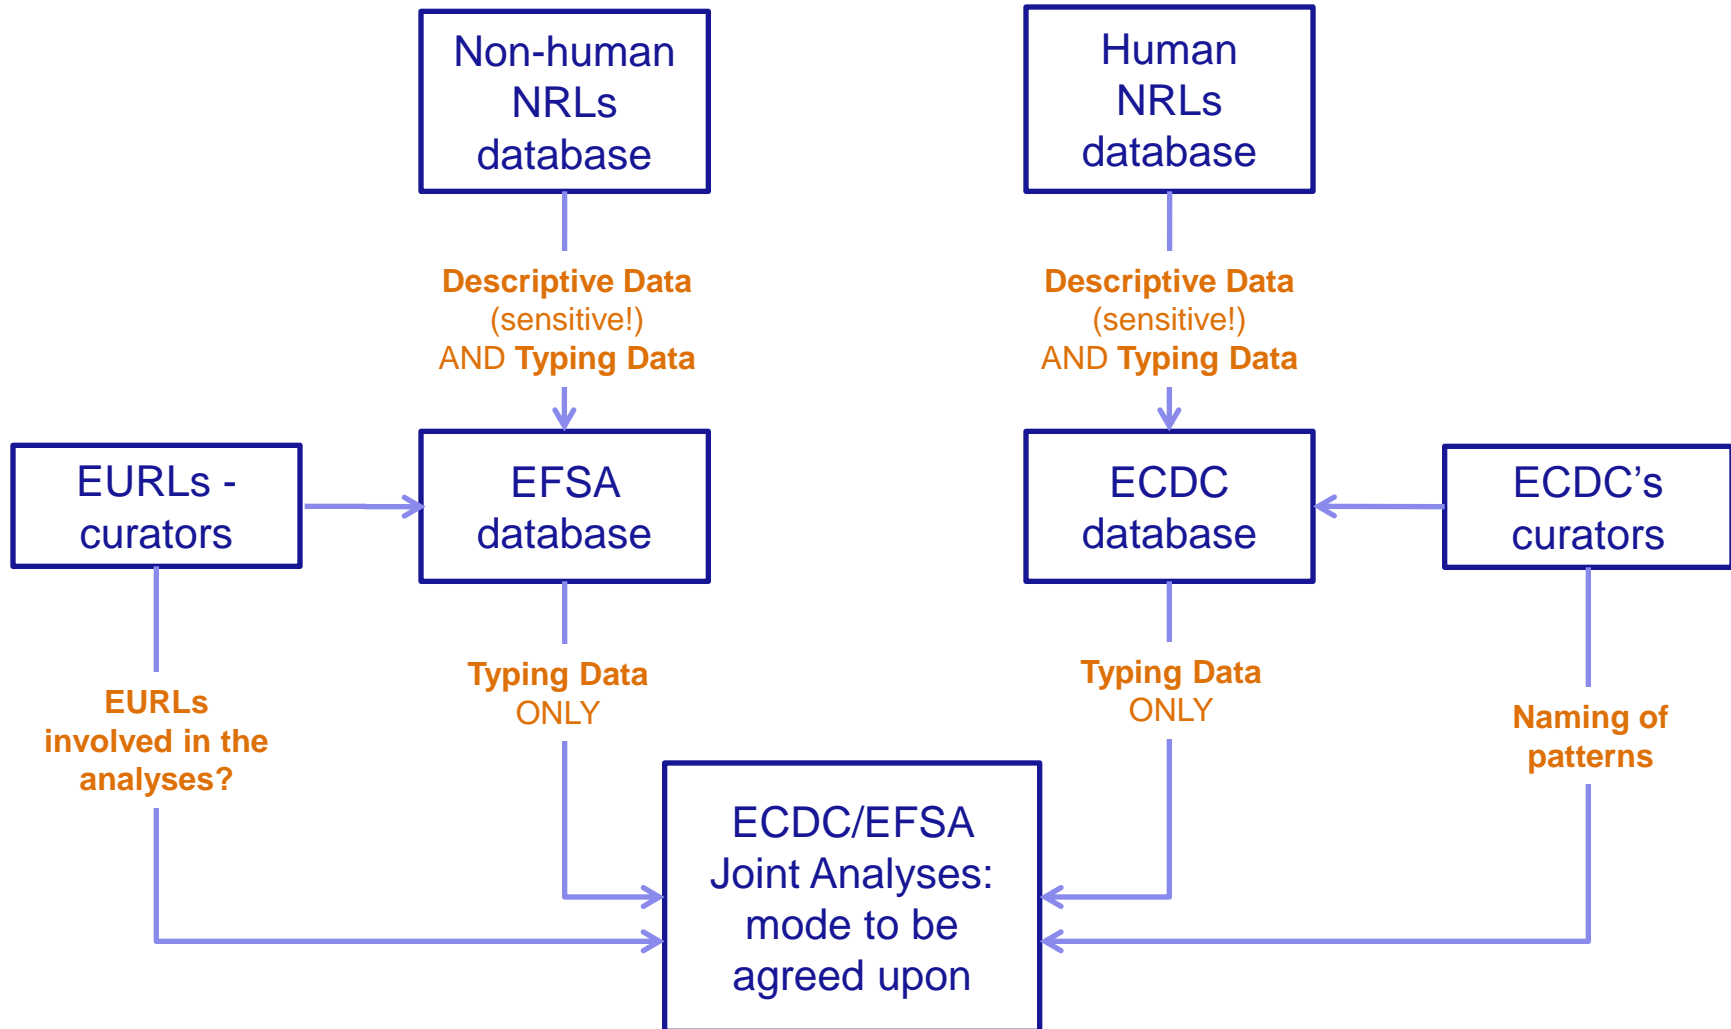 Non-human
NRLs
database
Human
NRLs
database
Descriptive Data
(sensitive!)
AND Typing Data
Descriptive Data
(sensitive!)
AND Typing Data
EURLs -
curators
EFSA
database
ECDC
database
ECDC's
curators
EURLs
involved in the
analyses?
Typing Data
ONLY
Typing Data
ONLY
Naming of
patterns
ECDC/EFSA
Joint Analyses:
mode to be
agreed upon